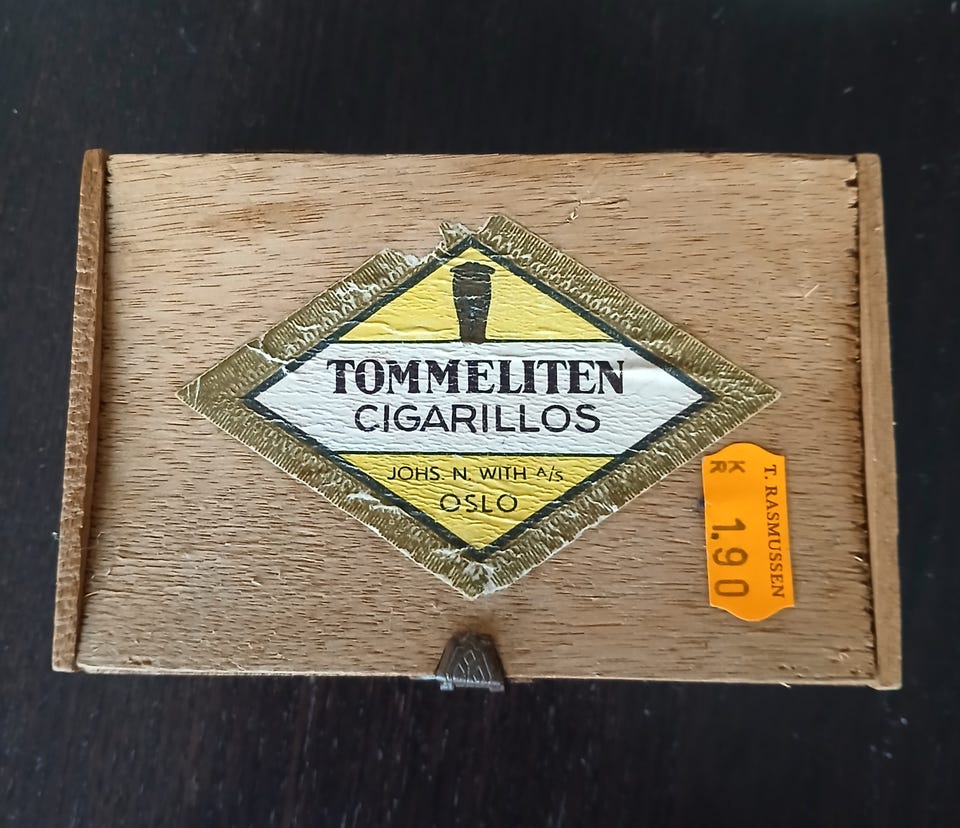 TOMMELITEN
CIGARILLOS
JOHS. N. WITH A/S
OSLO
T. RASMUSSEN
KR 1.90